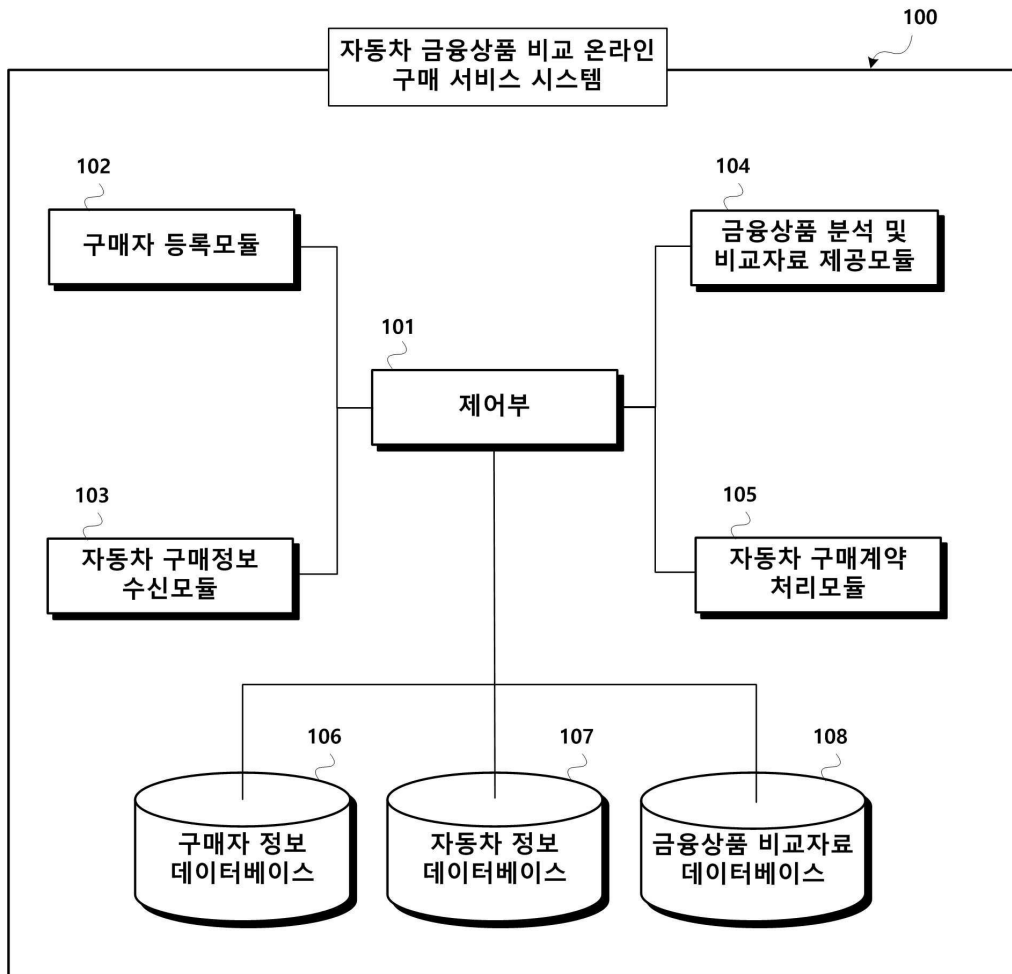 자동차 금융상품 비교 온라인
구매 서비스 시스템
100
102
구매자 등록모듈
104
금융상품 분석 및
비교자료 제공모듈
101
제어부
103
자동차 구매정보
수신모듈
105
자동차 구매계약
처리모듈
106
구매자 정보
데이터베이스
107
자동차 정보
데이터베이스
108
금융상품 비교자료
데이터베이스